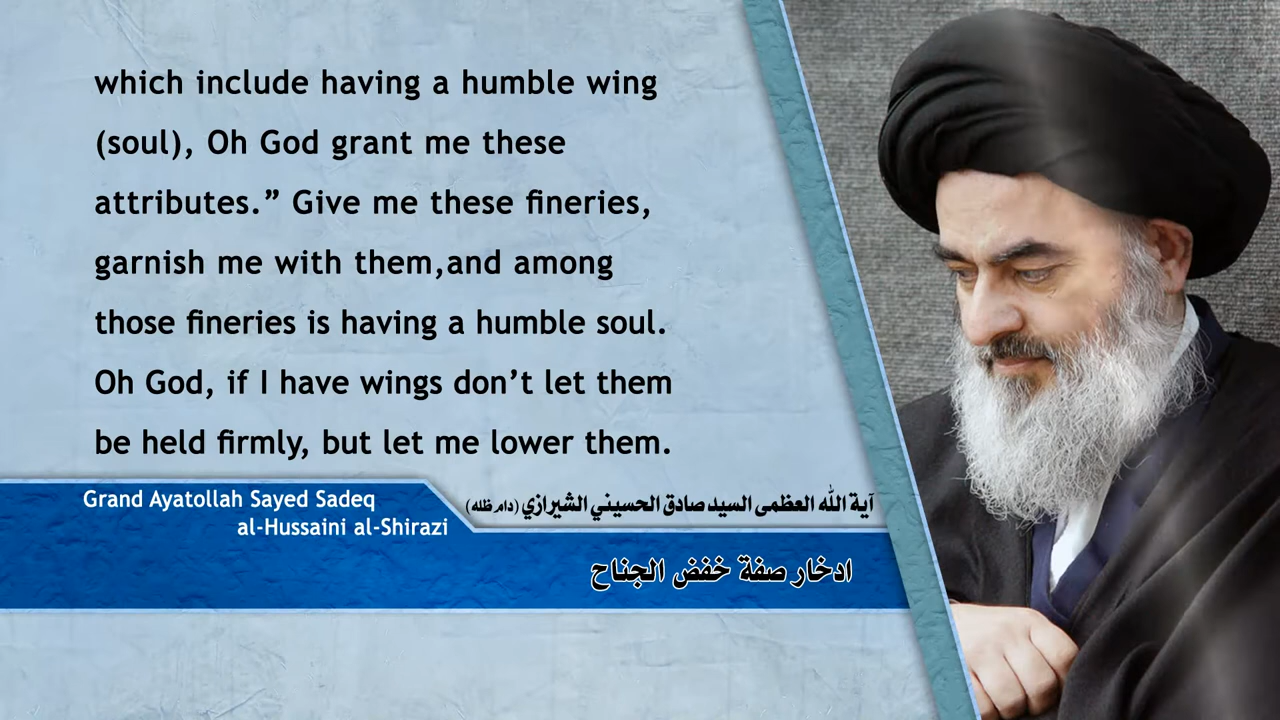 which include having a humble wing
(soul), Oh God grant me these
attributes.” Give me these fineries,
garnish me with them,and among
those fineries is having a humble soul.
Oh God, if I have wings don’t let them
be held firmly, but let me lower them.
Grand Ayatollah Sayed Sadeq
al-Hussaini al-Shirazi
آية الله العظمى السيد صادق الحسيني الشيرازي (دام ظله)
ادخار صفة خفض الجناح